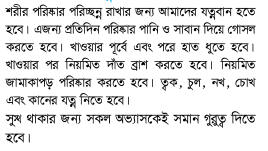 শরীর পরিষ্কার পরিচ্ছন্ন রাখার জন্য আমাদের যত্নবান হতে
হবে। এজন্য প্রতিদিন পরিষ্কার পানি ও সাবান দিয়ে গোসল
করতে হবে। খাওয়ার পূর্বে এবং পরে হাত ধুতে হবে।
খাওয়ার পর নিয়মিত দাঁত ব্রাশ করতে হবে। নিয়মিত
জামাকাপড় পরিষ্কার করতে হবে। ত্বক, চুল, নখ, চোখ
এবং কানের যত্ন নিতে হবে।
সুস্থ থাকার জন্য সকল অভ্যাসকেই সমান গুরুত্ব দিতে
হবে।